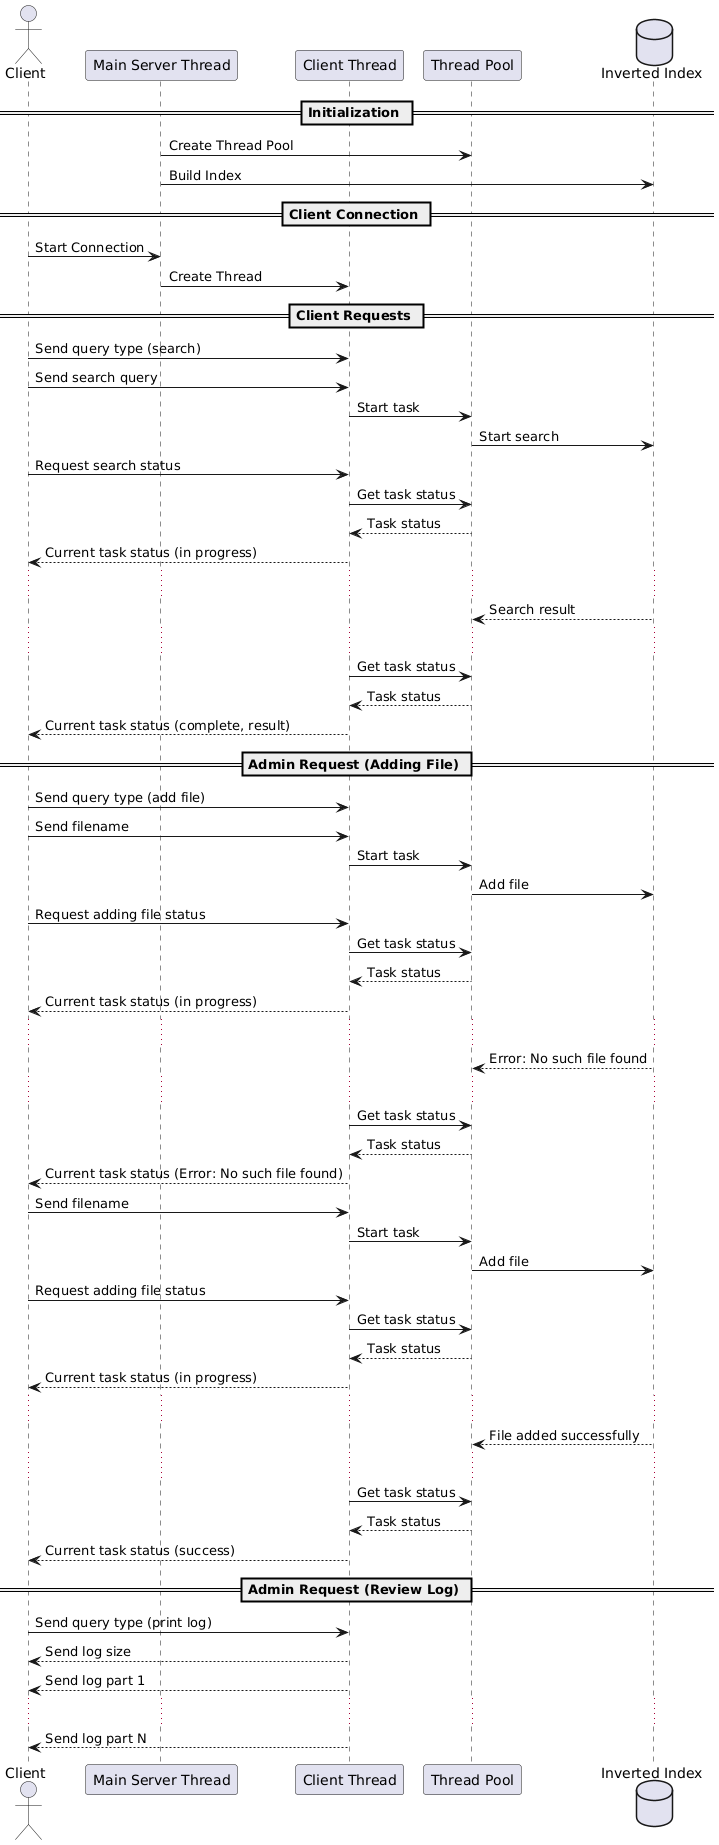 Client
Main Server Thread
Client Thread
Thread Pool
Inverted Index
Initialization
Create Thread Pool
Build Index
Client Connection
Start Connection
Create Thread
Client Requests
Send query type (search)
Send search query
Start task
Start search
Request search status
Get task status
Task status
Current task status (in progress)
Search result
Get task status
Task status
Current task status (complete, result)
Admin Request (Adding File)
Send query type (add file)
Send filename
Start task
Add file
Request adding file status
Get task status
Task status
Current task status (in progress)
Error: No such file found
Get task status
Task status
Current task status (Error: No such file found)
Send filename
Start task
Add file
Request adding file status
Get task status
Task status
Current task status (in progress)
File added successfully
Get task status
Task status
Current task status (success)
Admin Request (Review Log)
Send query type (print log)
Send log size
Send log part 1
Send log part N
Client
Main Server Thread
Client Thread
Thread Pool
Inverted Index